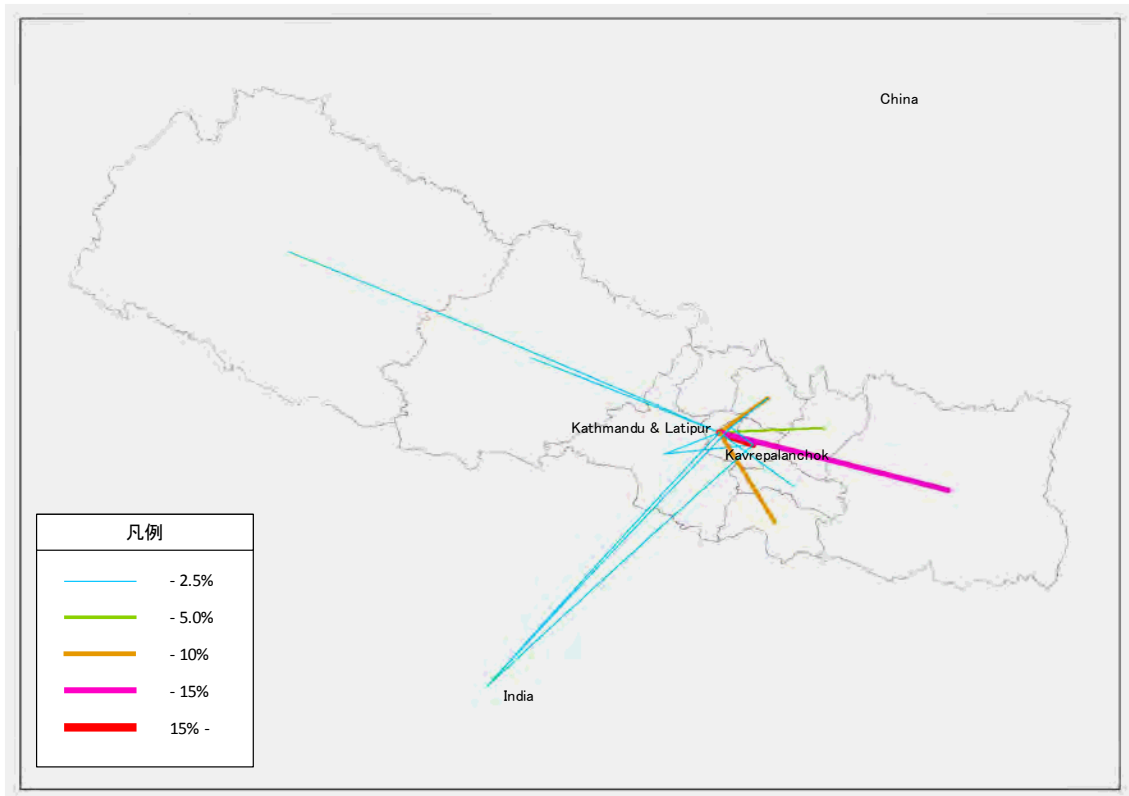 China
Kathmandu & Latipur
Kavrepalanchok
India
凡例
- 2.5%
- 5.0%
- 10%
- 15%
15% -